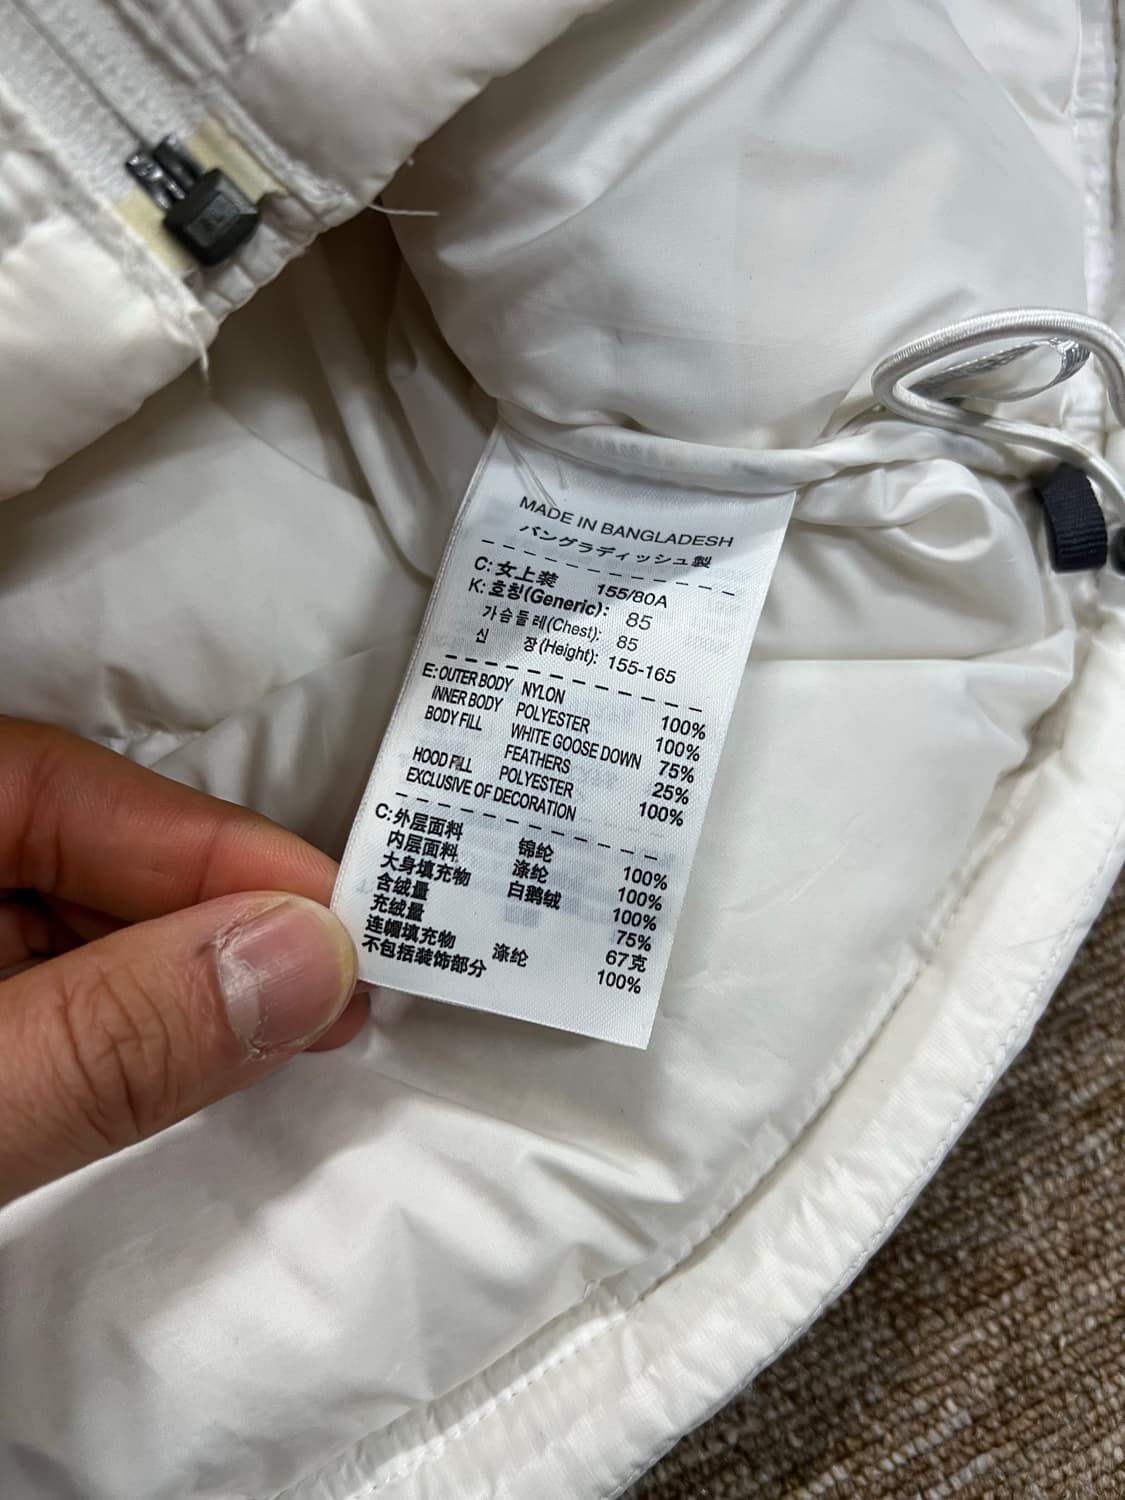 MADE IN BANGLADESH
バングラディッシュ製
C: 女上装 155/80A
K: 호칭(Generic): 85
가슴둘레(Chest): 85
신 장(Height): 155-165
E: OUTER BODY NYLON 100%
INNER BODY POLYESTER 100%
BODY FILL WHITE GOOSE DOWN 75%
FEATHERS 25%
HOOD FILL POLYESTER 100%
EXCLUSIVE OF DECORATION
C: 外层面料 锦纶 100%
内层面料 涤纶 100%
大身填充物 白鹅绒 100%
含绒量 75%
充绒量 67克
连帽填充物 涤纶 100%
不包括装饰部分